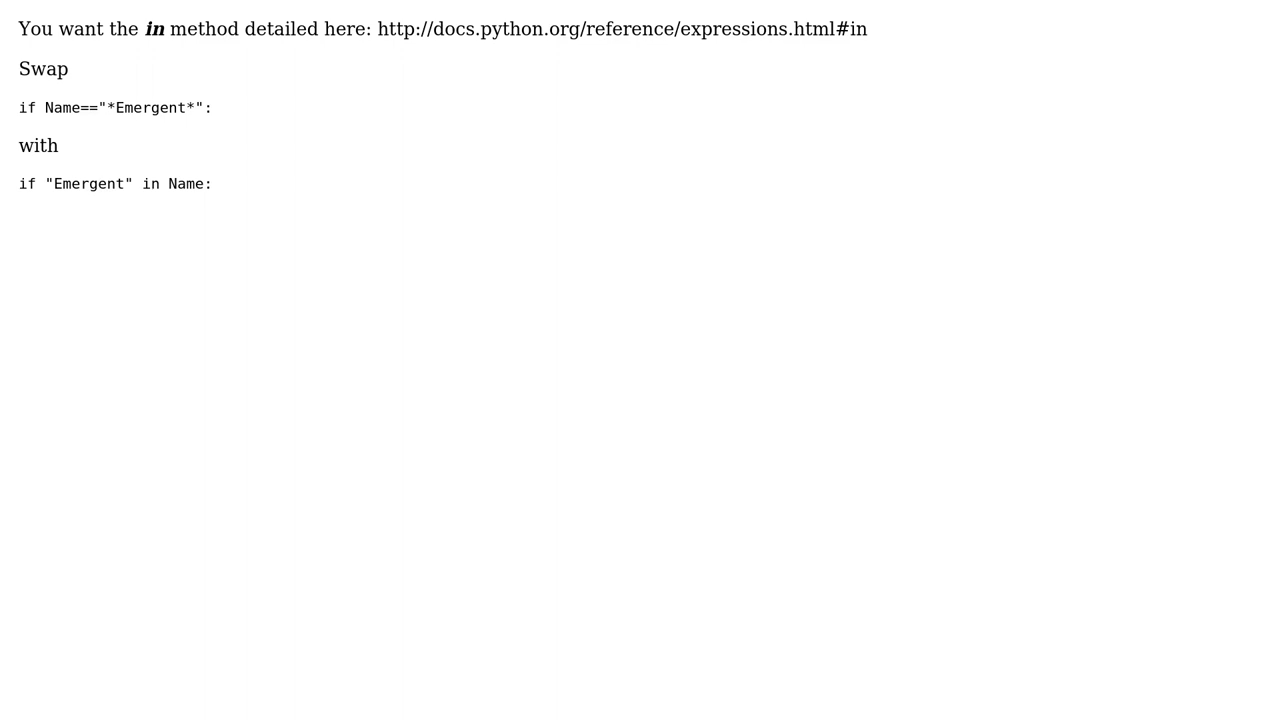 You want the in method detailed here: http://docs.python.org/reference/expressions.html#in
Swap
if Name=="*Emergent*":
with
if "Emergent" in Name: